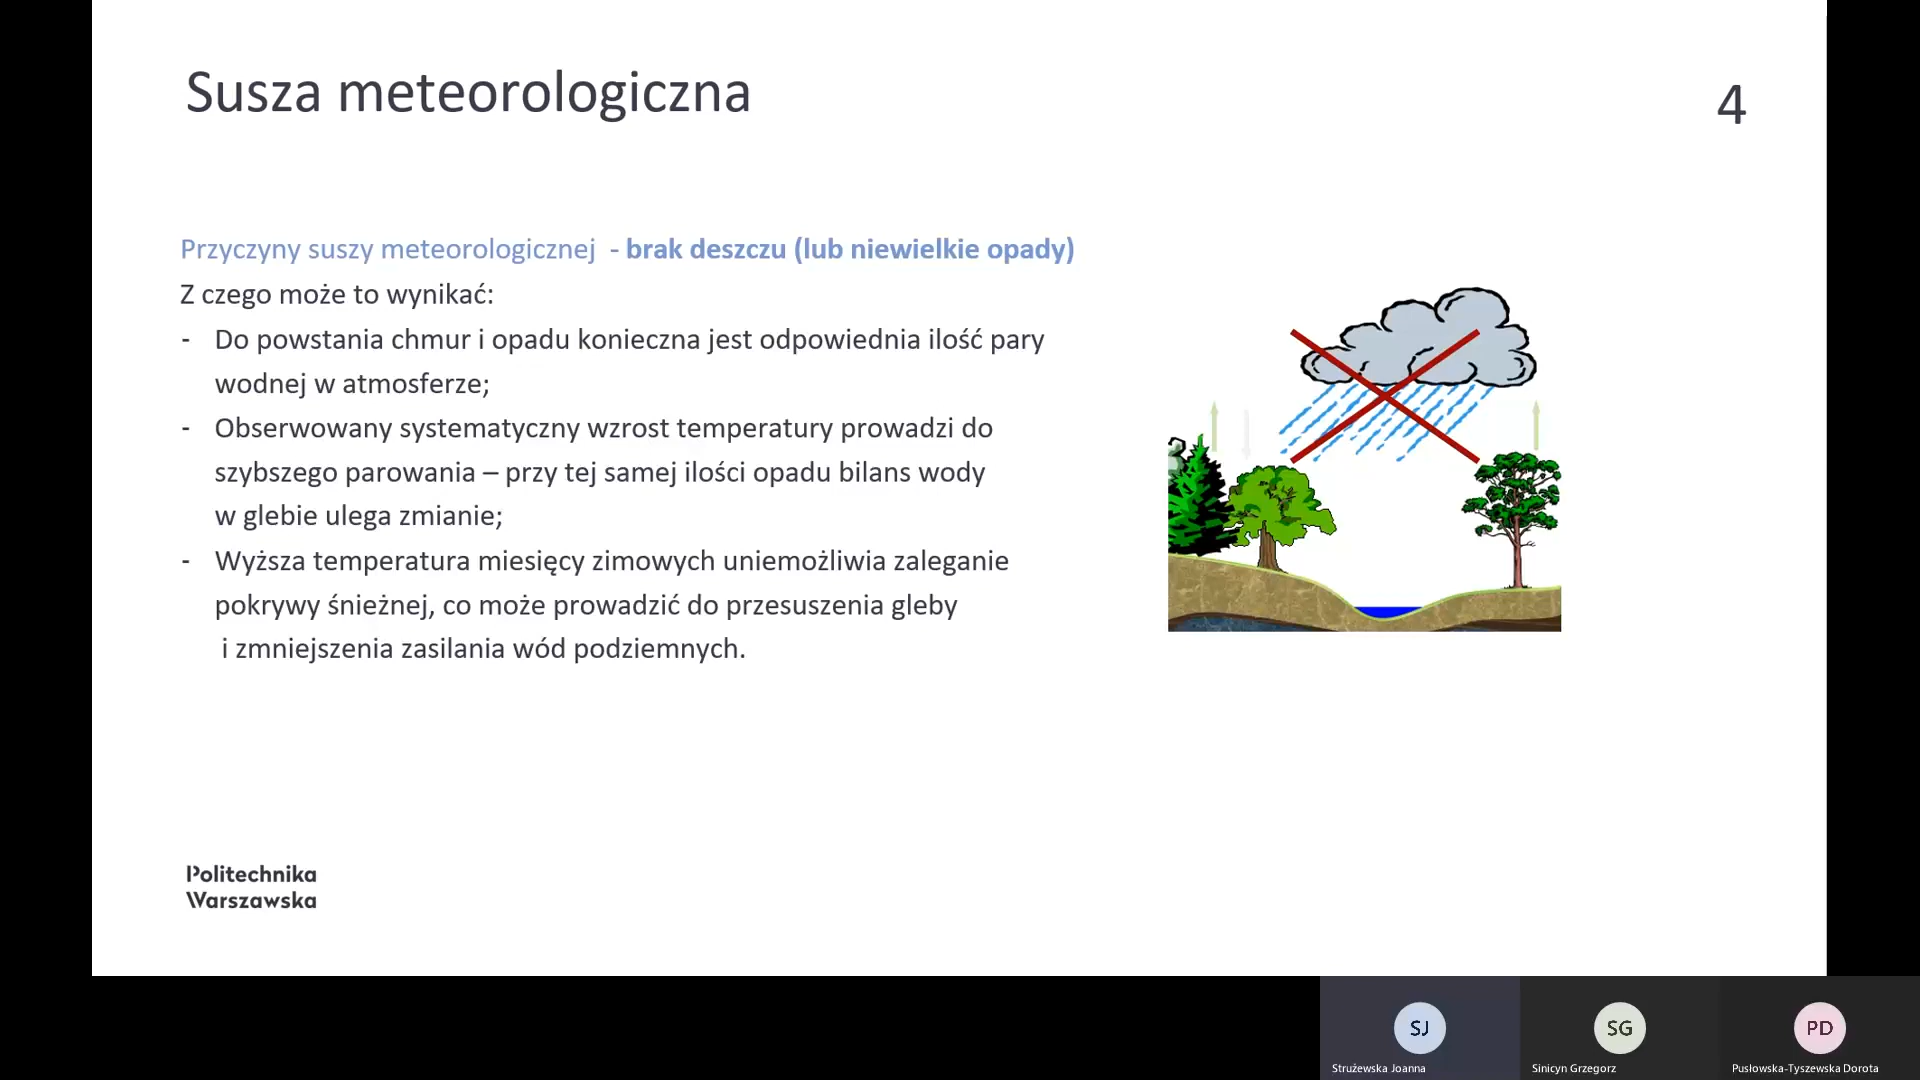 Susza meteorologiczna
4
Przyczyny suszy meteorologicznej - brak deszczu (lub niewielkie opady)
Z czego może to wynikać:
- Do powstania chmur i opadu konieczna jest odpowiednia ilość pary
wodnej w atmosferze;
- Obserwowany systematyczny wzrost temperatury prowadzi do
szybszego parowania – przy tej samej ilości opadu bilans wody
w glebie ulega zmianie;
- Wyższa temperatura miesięcy zimowych uniemożliwia zaleganie
pokrywy śnieżnej, co może prowadzić do przesuszenia gleby
i zmniejszenia zasilania wód podziemnych.
Politechnika
Warszawska
SJ
SG
PD
Strużewska Joanna
Sinicyn Grzegorz
Pusłowska-Tyszewska Dorota